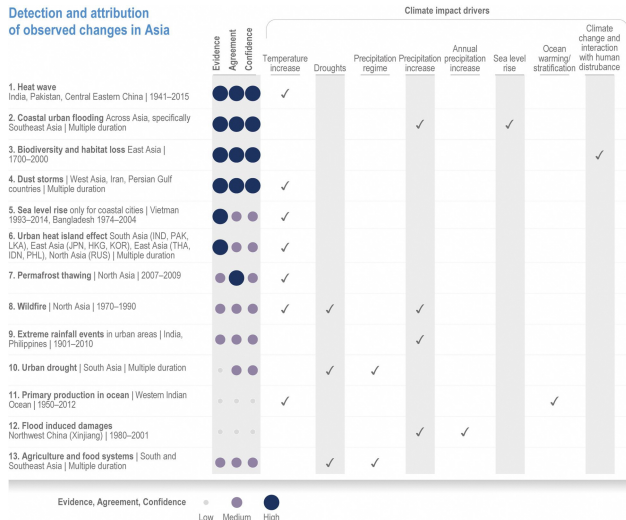 Detection and attribution
of observed changes in Asia
Climate impact drivers
Evidence
Agreement
Confidence
Temperature
increase
Droughts
Precipitation
regime
Precipitation
increase
Annual
precipitation
increase
Sea level
rise
Ocean
warming/
stratification
Climate
change and
interaction
with human
distrubance
1. Heat wave
India, Pakistan, Central Eastern China | 1941–2015
2. Coastal urban flooding Across Asia, specifically
Southeast Asia | Multiple duration
3. Biodiversity and habitat loss East Asia |
1700–2000
4. Dust storms | West Asia, Iran, Persian Gulf
countries | Multiple duration
5. Sea level rise only for coastal cities | Vietman
1993–2014, Bangladesh 1974–2004
6. Urban heat island effect South Asia (IND, PAK,
LKA), East Asia (JPN, HKG, KOR), East Asia (THA,
IDN, PHL), North Asia (RUS) | Multiple duration
7. Permafrost thawing | North Asia | 2007–2009
8. Wildfire | North Asia | 1970–1990
9. Extreme rainfall events in urban areas | India,
Philippines | 1901–2010
10. Urban drought | South Asia | Multiple duration
11. Primary production in ocean | Western Indian
Ocean | 1950–2012
12. Flood induced damages
Northwest China (Xinjiang) | 1980–2001
13. Agriculture and food systems | South and
Southeast Asia | Multiple duration
Evidence, Agreement, Confidence
Low Medium High